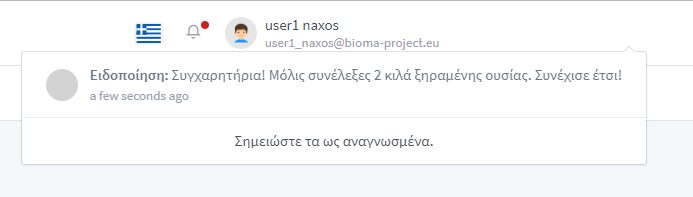 user1 naxos
user1_naxos@bioma-project.eu
Ειδοποίηση: Συγχαρητήρια! Μόλις συνέλεξες 2 κιλά ξηραμένης ουσίας. Συνέχισε έτσι!
a few seconds ago
Σημειώστε τα ως αναγνωσμένα.